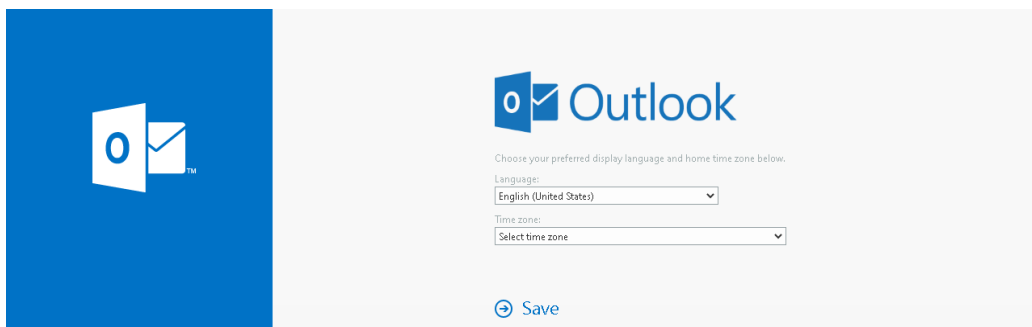 O
TM
O Outlook
Choose your preferred display language and home time zone below.
Language:
English (United States)
Time zone:
Select time zone
Save